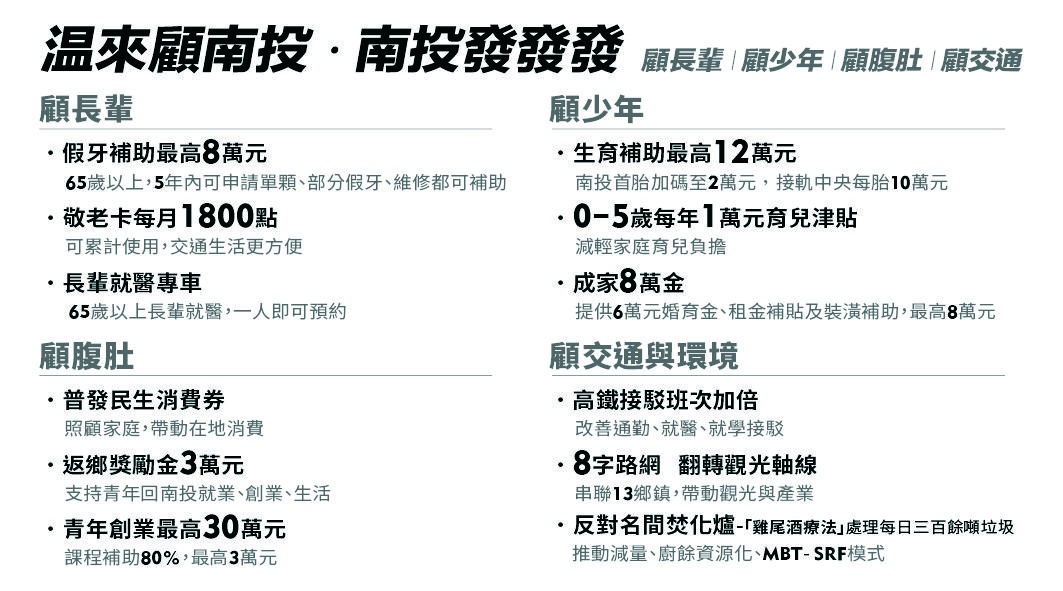 温來顧南投・南投發發發 顧長輩 | 顧少年 | 顧腹肚 | 顧交通
顧長輩
・假牙補助最高8萬元
65歲以上，5年內可申請單顆、部分假牙、維修都可補助
・敬老卡每月1800點
可累計使用，交通生活更方便
・長輩就醫專車
65歲以上長輩就醫，一人即可預約
顧少年
・生育補助最高12萬元
南投首胎加碼至2萬元，接軌中央每胎10萬元
・0-5歲每年1萬元育兒津貼
減輕家庭育兒負擔
・成家8萬金
提供6萬元婚育金、租金補貼及裝潢補助，最高8萬元
顧腹肚
・普發民生消費券
照顧家庭，帶動在地消費
・返鄉獎勵金3萬元
支持青年回南投就業、創業、生活
・青年創業最高30萬元
課程補助80%，最高3萬元
顧交通與環境
・高鐵接駁班次加倍
改善通勤、就醫、就學接駁
・8字路網 翻轉觀光軸線
串聯13鄉鎮，帶動觀光與產業
・反對名間焚化爐-「雞尾酒療法」處理每日三百餘噸垃圾
推動減量、廚餘資源化、MBT- SRF模式